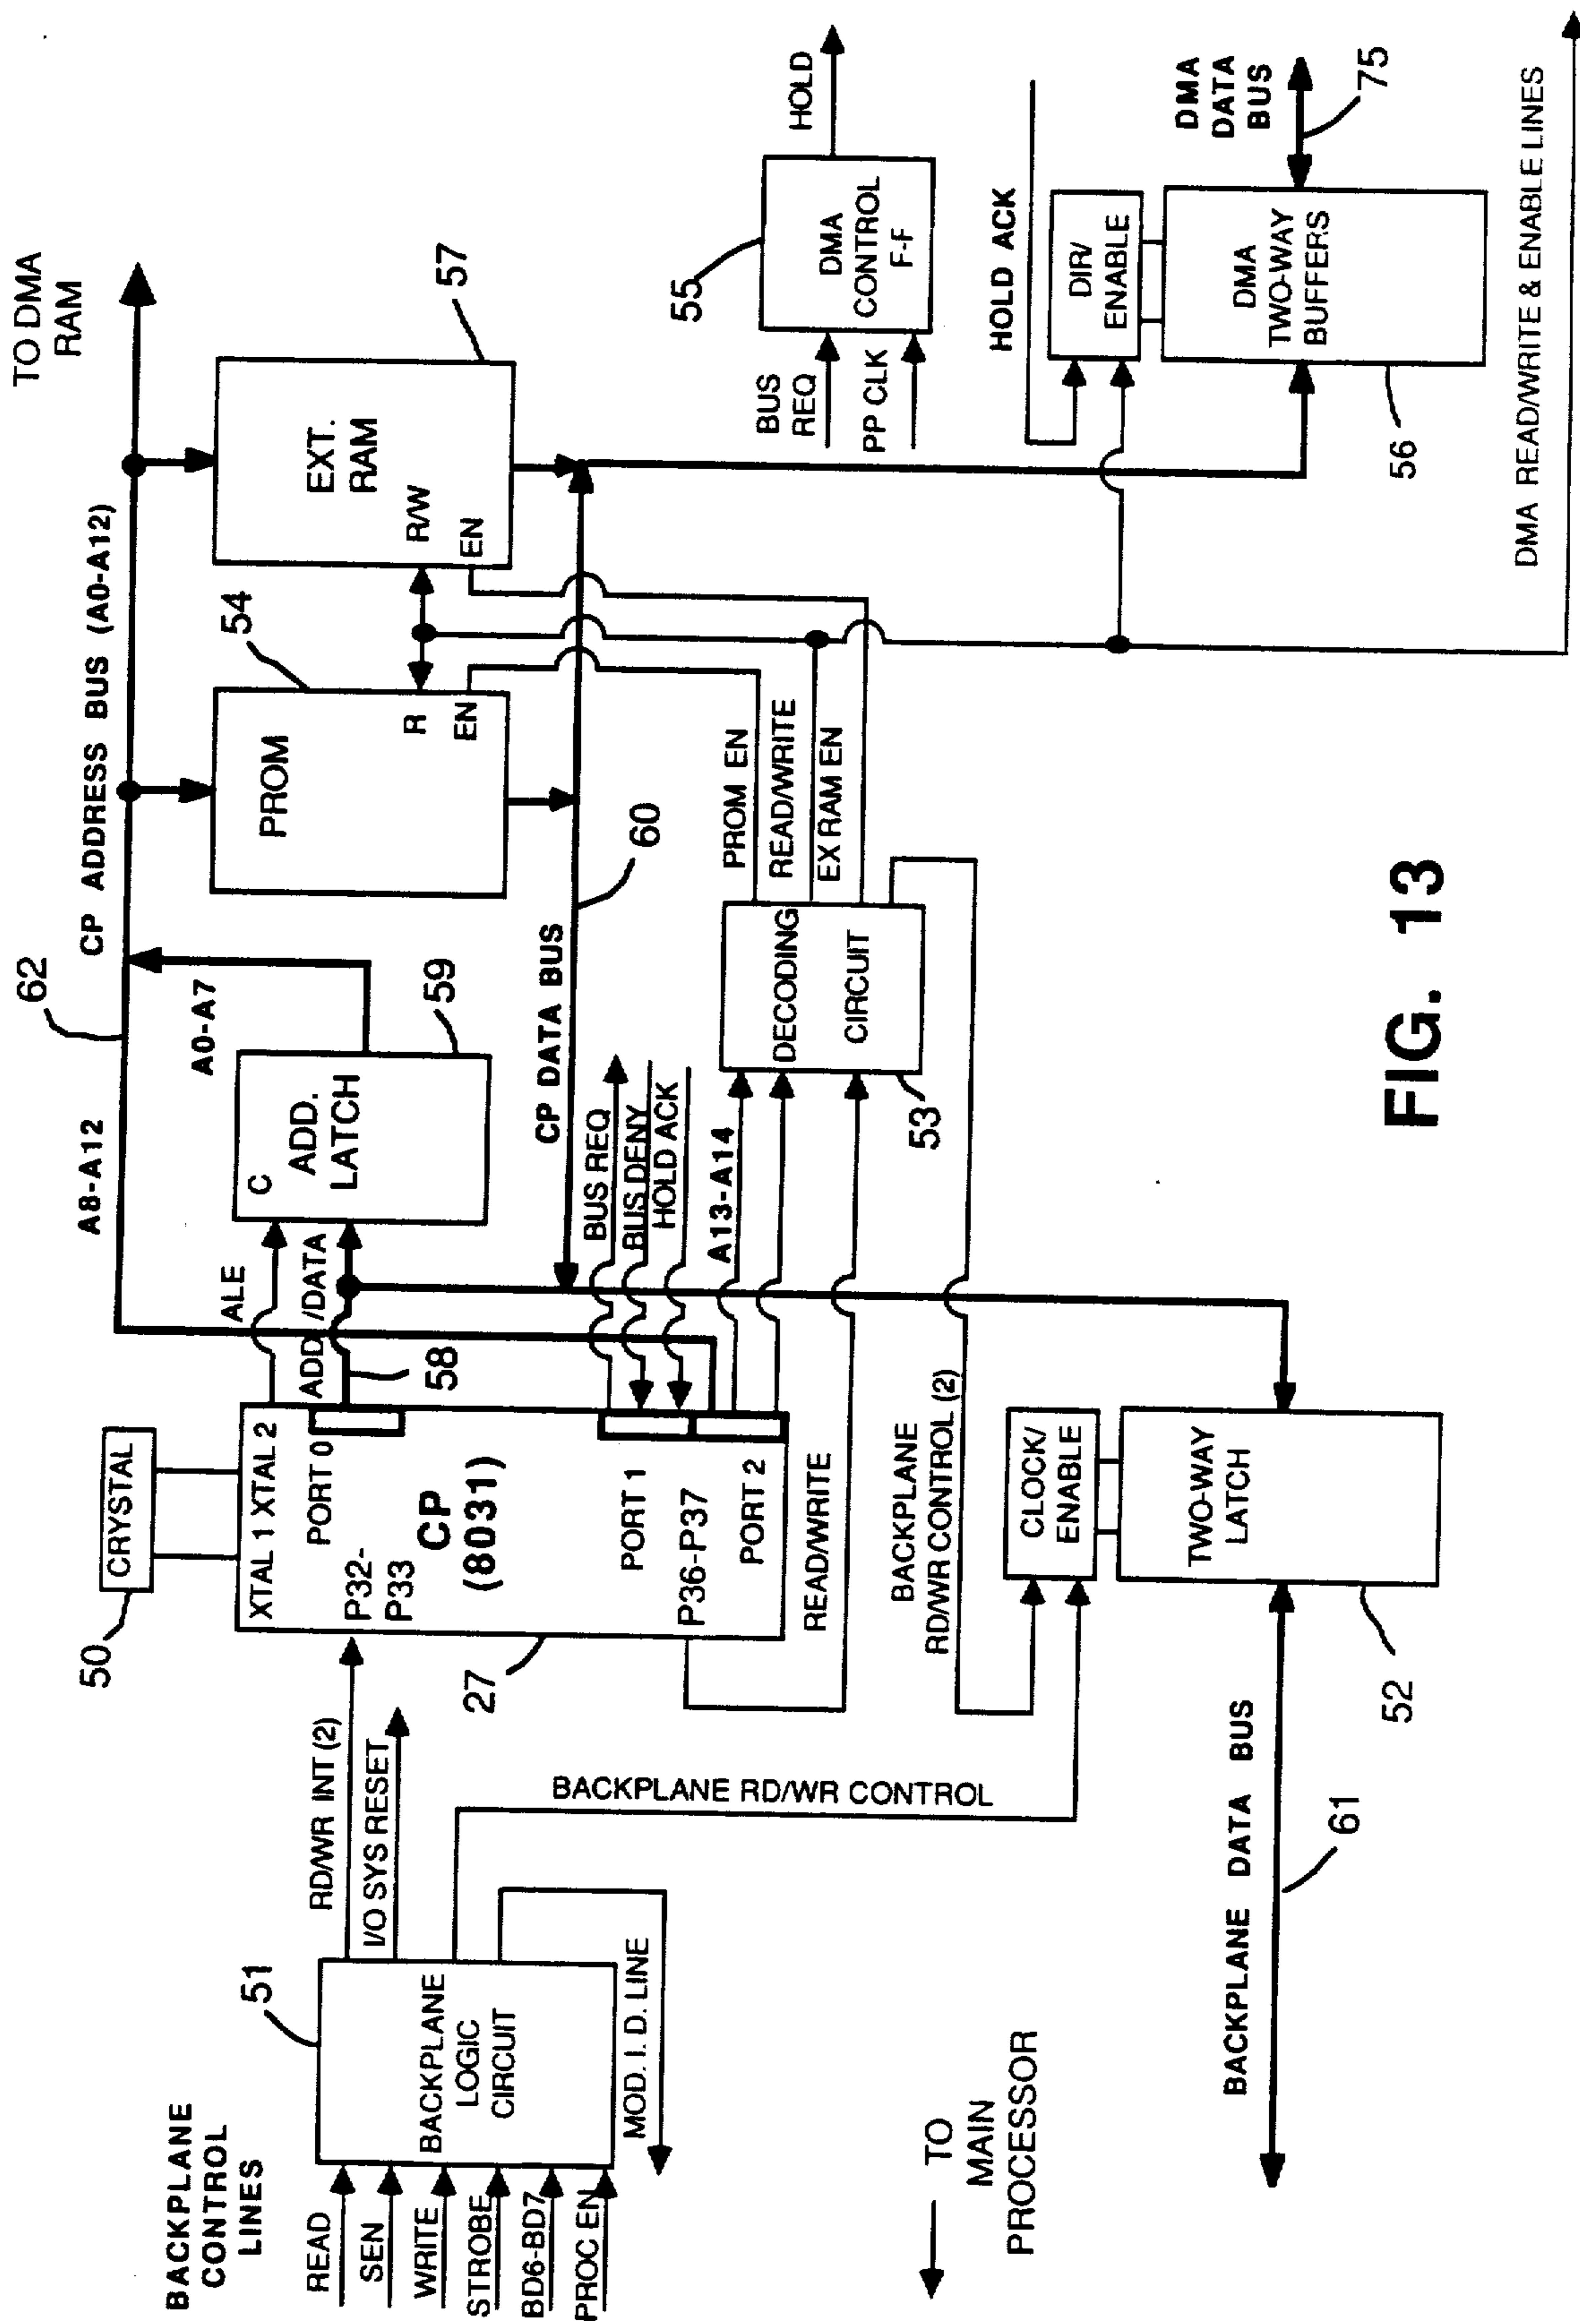 BACKPLANE
CONTROL
LINES
READ
SEN
WRITE
STROBE
BD6-BD7
PROC EN
51
BACKPLANE
LOGIC
CIRCUIT
RD/WR INT (2)
I/O SYS RESET
MOD. I. D. LINE
BACKPLANE RD/WR CONTROL
TO
MAIN
PROCESSOR
BACKPLANE DATA BUS
61
50
CRYSTAL
XTAL 1 XTAL 2
PORT 0
P32-
P33
CP
(8031)
PORT 1
P36-P37
PORT 2
27
READ/WRITE
BACKPLANE
RD/WR CONTROL (2)
CLOCK/
ENABLE
TWO-WAY
LATCH
52
ALE
ADD /DATA
58
A8-A12
62
A0-A7
C
ADD.
LATCH
59
BUS REQ
BUS DENY
HOLD ACK
A13-A14
CP DATA BUS
60
DECODING
CIRCUIT
53
PROM EN
READ/WRITE
EX RAM EN
CP ADDRESS BUS (A0-A12)
54
PROM
R
EN
EXT.
RAM
R/W
EN
57
TO DMA
RAM
55
BUS
REQ
PP CLK
DMA
CONTROL
F-F
HOLD
HOLD ACK
DIR/
ENABLE
DMA
TWO-WAY
BUFFERS
56
DMA
DATA
BUS
75
DMA READ/WRITE & ENABLE LINES
FIG. 13